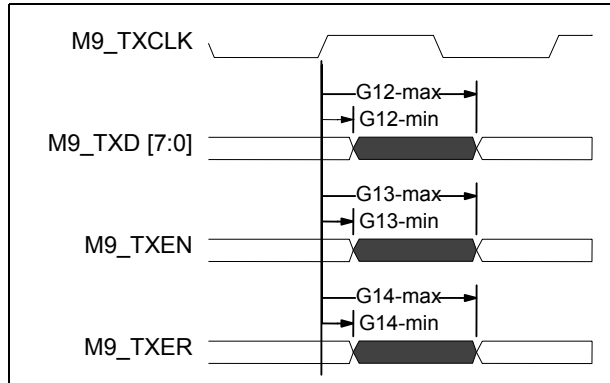 M9_TXCLK
G12-max
G12-min
M9_TXD [7:0]
G13-max
G13-min
M9_TXEN
G14-max
G14-min
M9_TXER